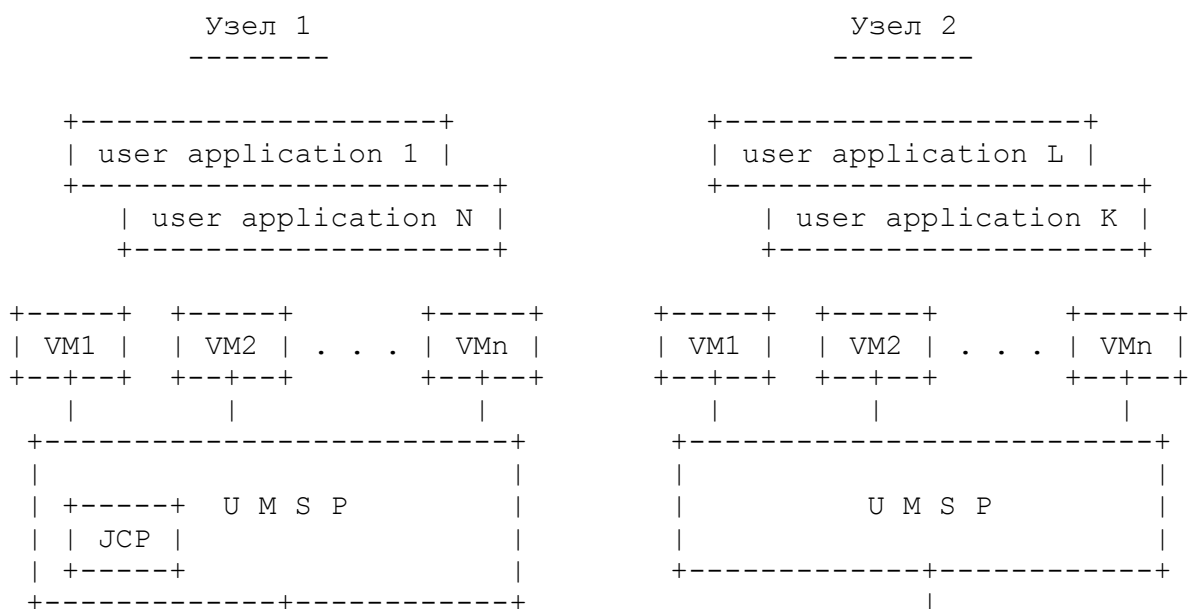 Узел 1 Узел 2
-------- --------
+--------------------+ +--------------------+
| user application 1 | | user application L |
+-----------------------+ +-----------------------+
| user application N | | user application K |
+--------------------+ +--------------------+
+-----+ +-----+ +-----+ +-----+ +-----+ +-----+
| VM1 | | VM2 | . . . | VMn | | VM1 | | VM2 | . . . | VMn |
+--+--+ +--+--+ +--+--+ +--+--+ +--+--+ +--+--+
| | | | | |
+--------------------------+ +--------------------------+
| | | |
| +-----+ U M S P | | U M S P |
| | JCP | | | |
| +-----+ | +-------------+------------+
+-------------+------------+ |